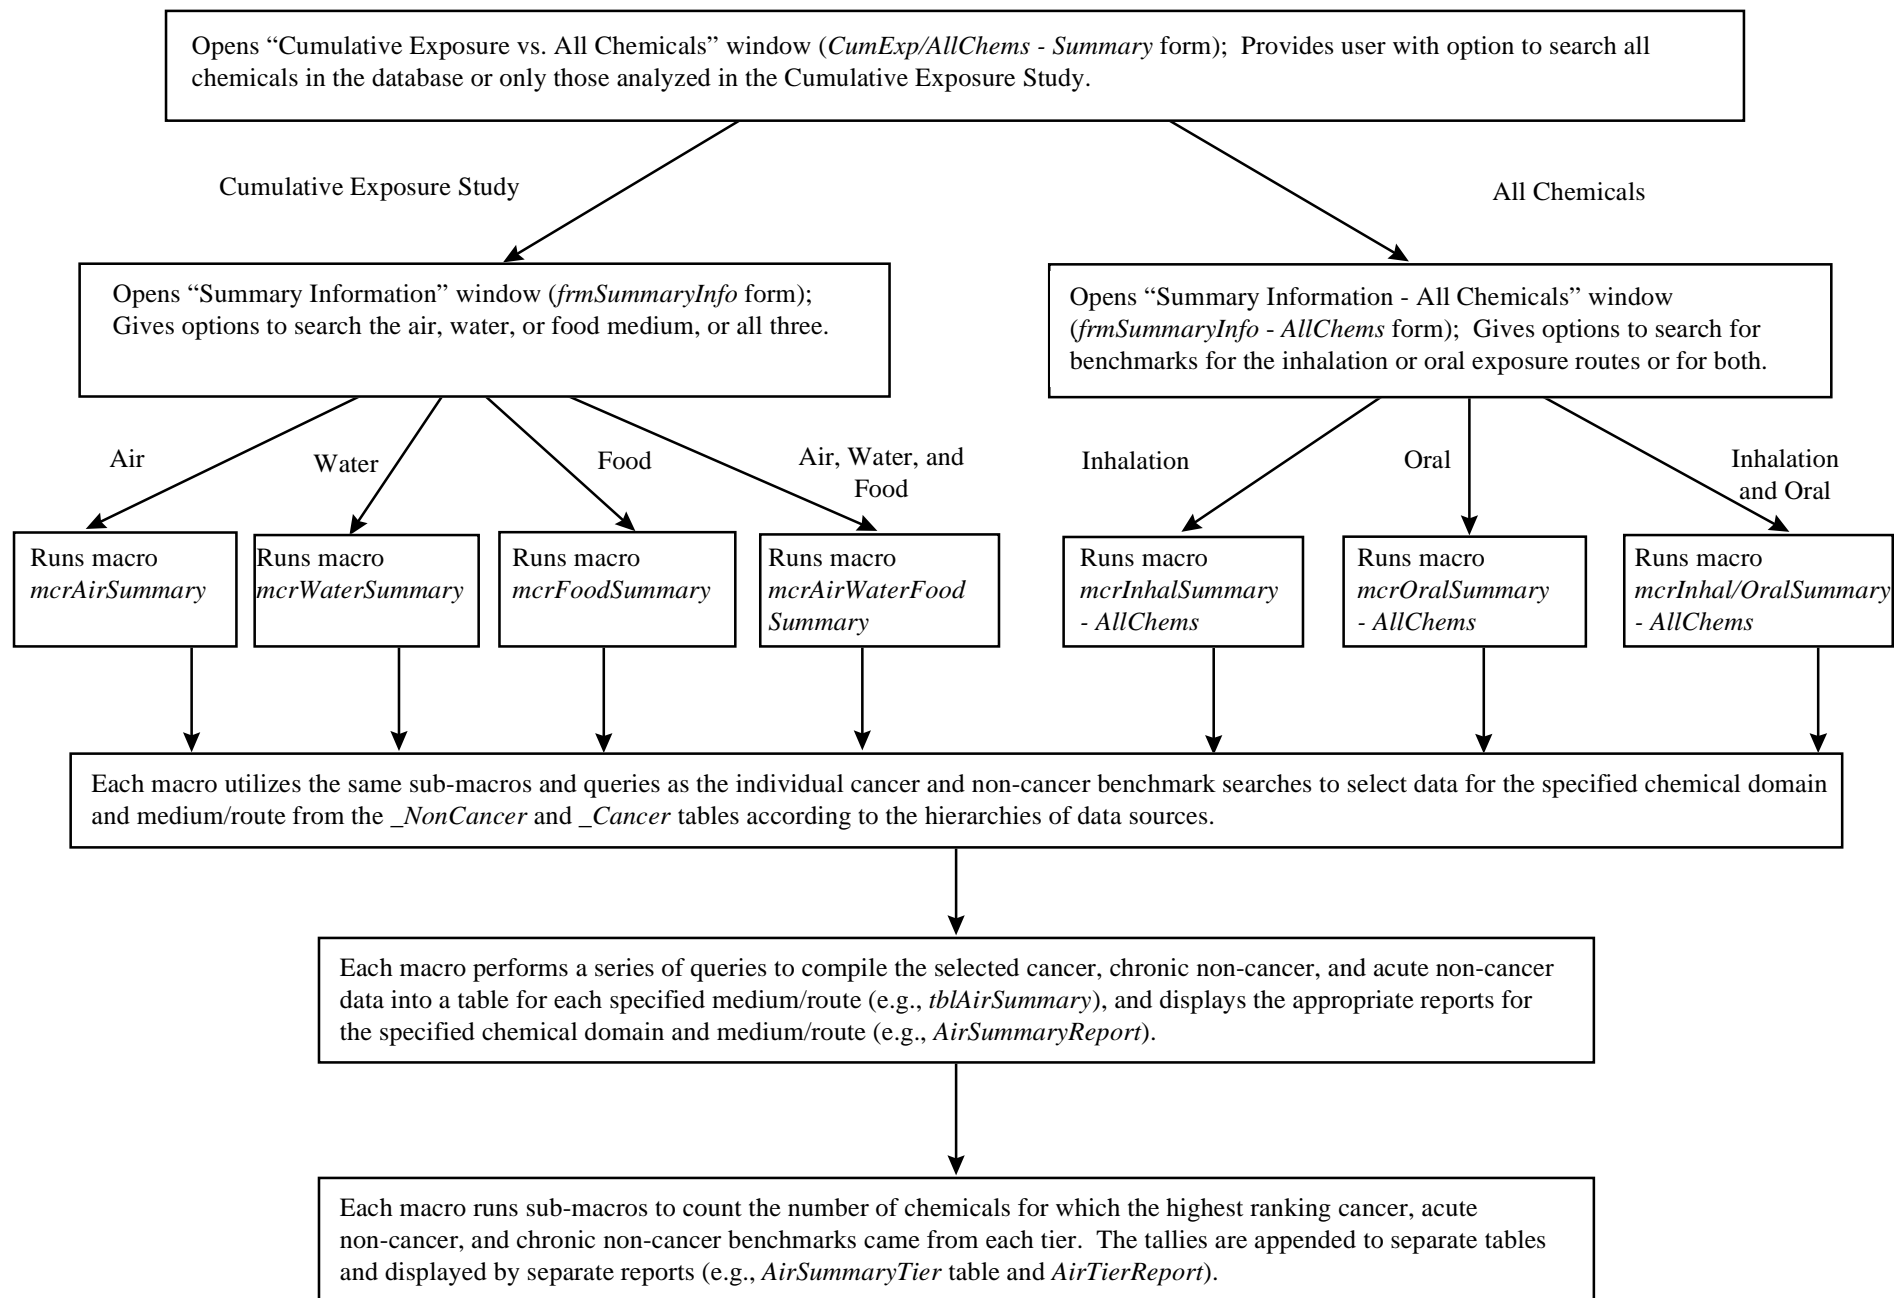 Opens “Cumulative Exposure vs. All Chemicals” window (CumExp/AllChems - Summary form);  Provides user with option to search all
chemicals in the database or only those analyzed in the Cumulative Exposure Study.
Cumulative Exposure Study
All Chemicals
Opens “Summary Information” window (frmSummaryInfo form);
Gives options to search the air, water, or food medium, or all three.
Opens “Summary Information - All Chemicals” window
(frmSummaryInfo - AllChems form);  Gives options to search for
benchmarks for the inhalation or oral exposure routes or for both.
Air
Water
Food
Air, Water, and
Food
Inhalation
Oral
Inhalation
and Oral
Runs macro
mcrAirSummary
Runs macro
mcrWaterSummary
Runs macro
mcrFoodSummary
Runs macro
mcrAirWaterFood
Summary
Runs macro
mcrInhalSummary
- AllChems
Runs macro
mcrOralSummary
- AllChems
Runs macro
mcrInhal/OralSummary
- AllChems
Each macro utilizes the same sub-macros and queries as the individual cancer and non-cancer benchmark searches to select data for the specified chemical domain
and medium/route from the _NonCancer and _Cancer tables according to the hierarchies of data sources.
Each macro performs a series of queries to compile the selected cancer, chronic non-cancer, and acute non-cancer
data into a table for each specified medium/route (e.g., tblAirSummary), and displays the appropriate reports for
the specified chemical domain and medium/route (e.g., AirSummaryReport).
Each macro runs sub-macros to count the number of chemicals for which the highest ranking cancer, acute
non-cancer, and chronic non-cancer benchmarks came from each tier.  The tallies are appended to separate tables
and displayed by separate reports (e.g., AirSummaryTier table and AirTierReport).